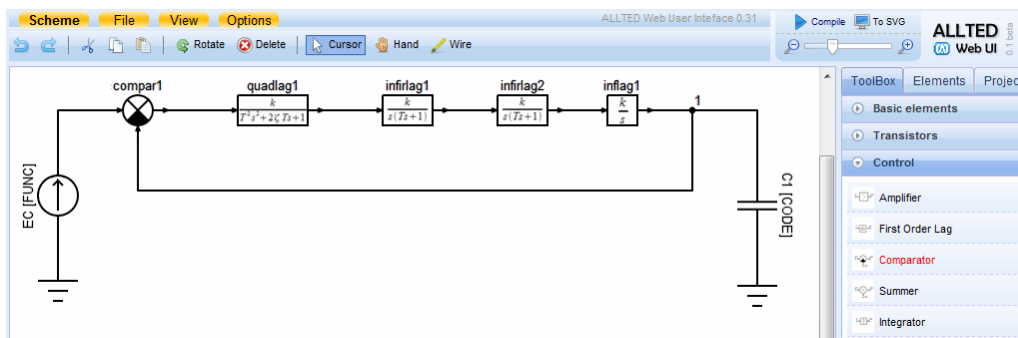 Scheme File View Options ALLTED Web User Inteface 0.31
Compile To SVG
ALLTED
Web UI
0.1 beta
Rotate Delete Cursor Hand Wire
ToolBox Elements Projec
Basic elements
Transistors
Control
Amplifier
First Order Lag
Comparator
Summer
Integrator
compar1 quadlag1 infirlag1 infirlag2 inflag1
k
T²s²+2ζTs+1
k
s(Ts+1)
k
s(Ts+1)
k
s
1
EC [FUNC]
C1 [CODE]